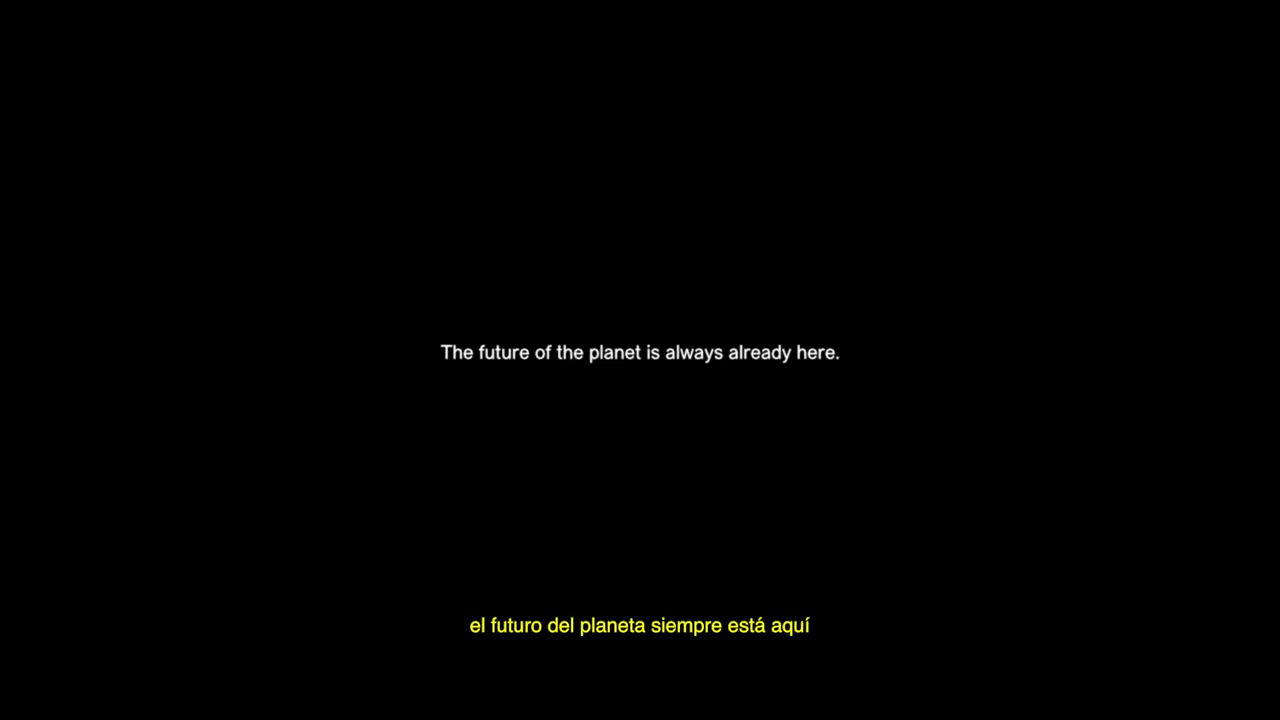 The future of the planet is always already here.
el futuro del planeta siempre está aquí